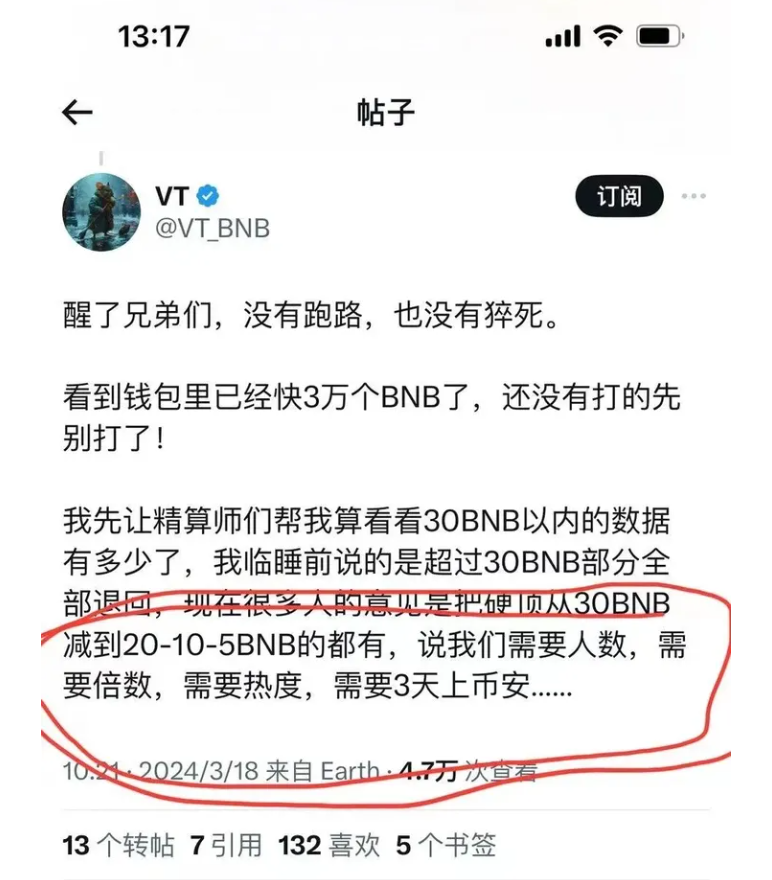 13:17
帖子
VT
订阅
@VT_BNB
醒了兄弟们，没有跑路，也没有猝死。
看到钱包里已经快3万个BNB了，还没有打的先
别打了！
我先让精算师们帮我算看看30BNB以内的数据
有多少了，我临睡前说的是超过30BNB部分全
部退回，现在很多人的意见是把硬顶从30BNB
减到20-10-5BNB的都有，说我们需要人数，需
要倍数，需要热度，需要3天上币安......
10:21 · 2024/3/18 来自 Earth · 4.7万 次查看
13 个转帖 7 引用 132 喜欢 5 个书签